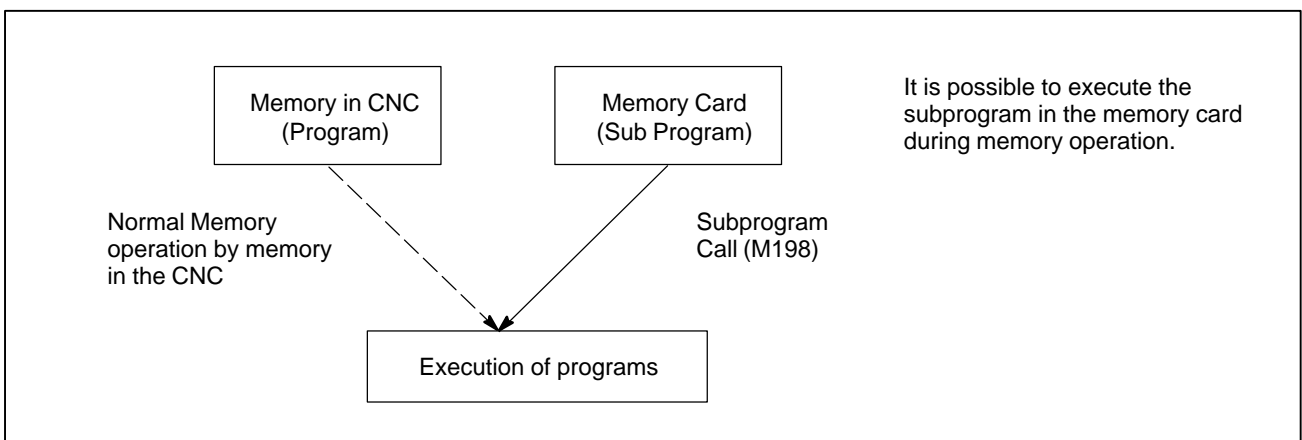 Memory in CNC
(Program)
Memory Card
(Sub Program)
It is possible to execute the
subprogram in the memory card
during memory operation.
Normal Memory
operation by memory
in the CNC
Subprogram
Call (M198)
Execution of programs